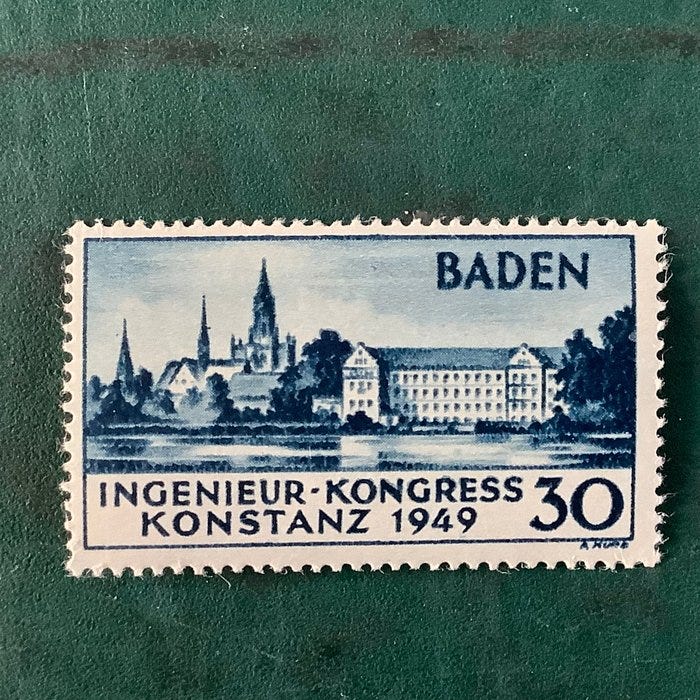 BADEN
INGENIEUR-KONGRESS
KONSTANZ 1949
30